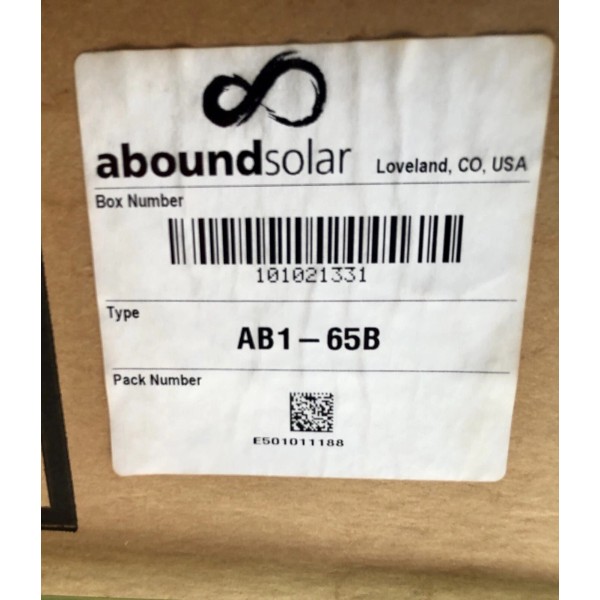 aboundsolar Loveland, CO, USA
Box Number
101021331
Type
AB1-65B
Pack Number
E501011188